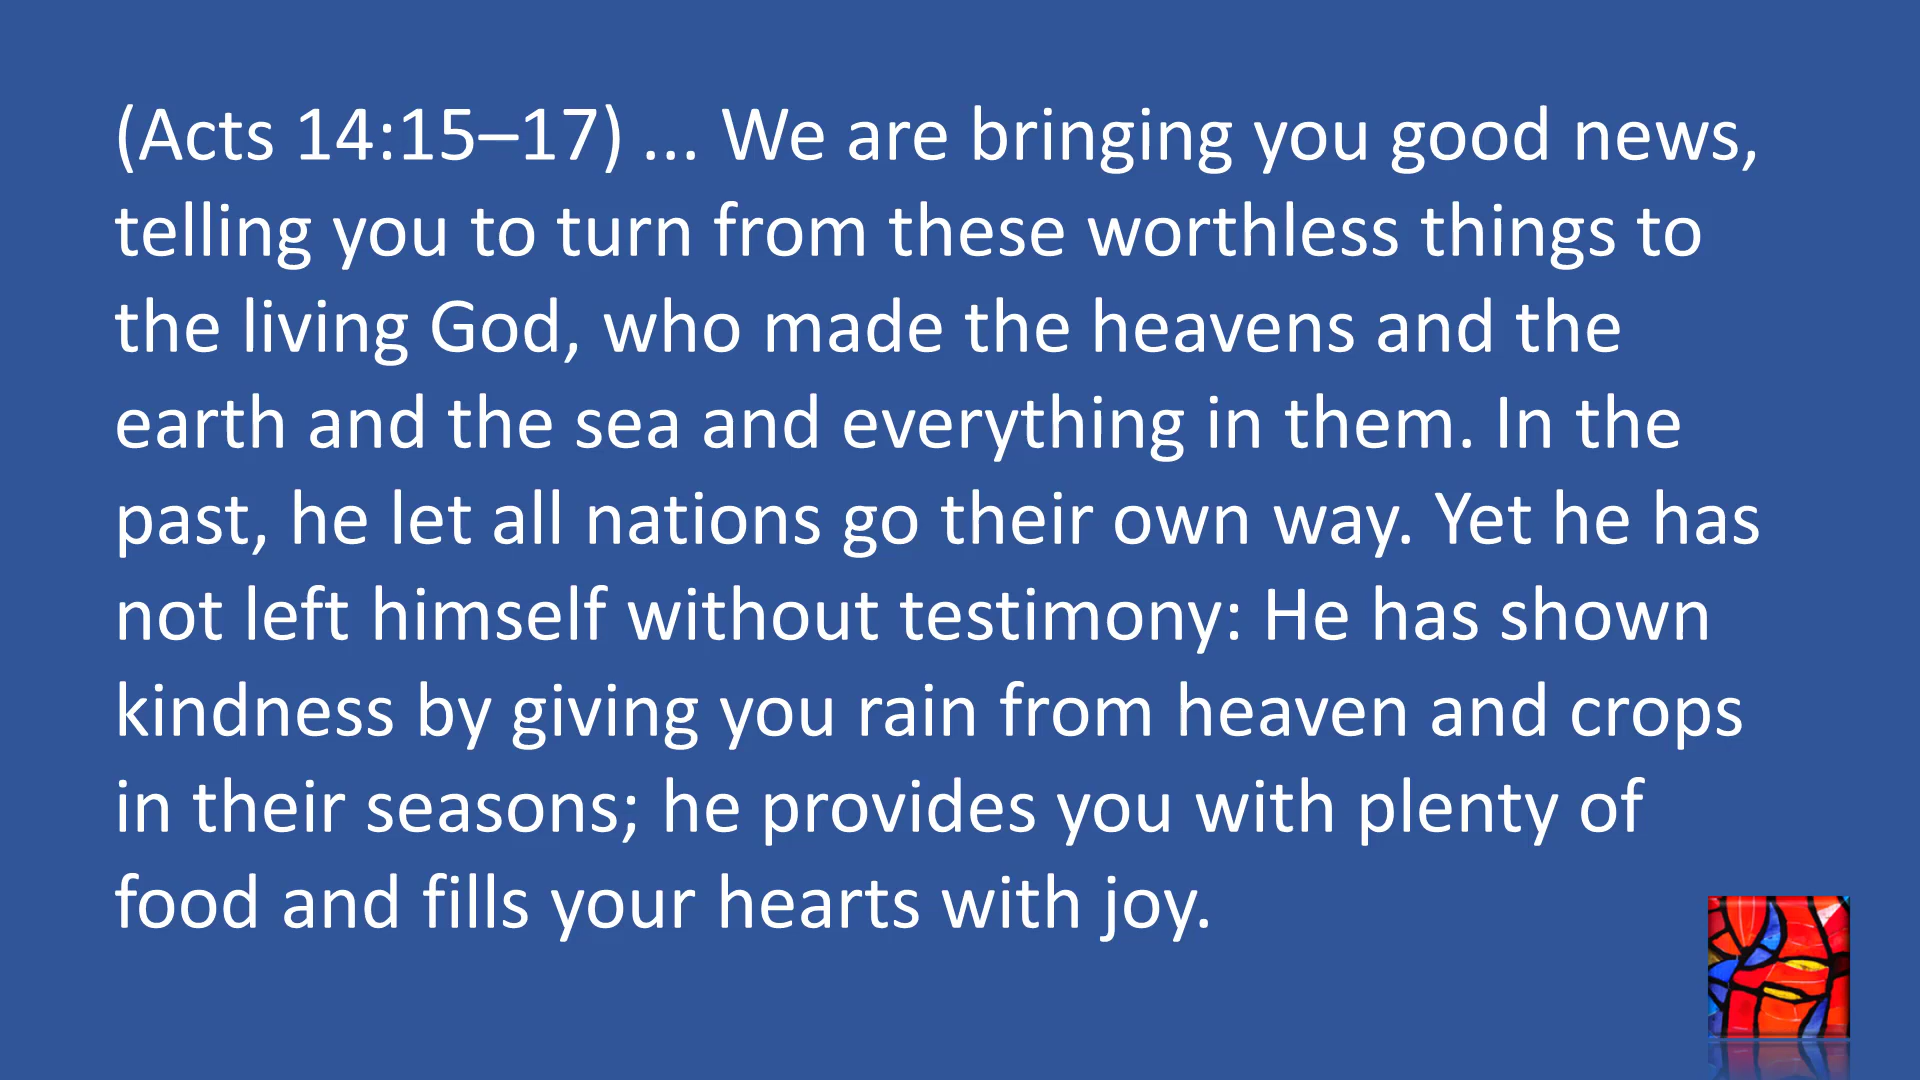 (Acts 14:15–17) ... We are bringing you good news,
telling you to turn from these worthless things to
the living God, who made the heavens and the
earth and the sea and everything in them. In the
past, he let all nations go their own way. Yet he has
not left himself without testimony: He has shown
kindness by giving you rain from heaven and crops
in their seasons; he provides you with plenty of
food and fills your hearts with joy.